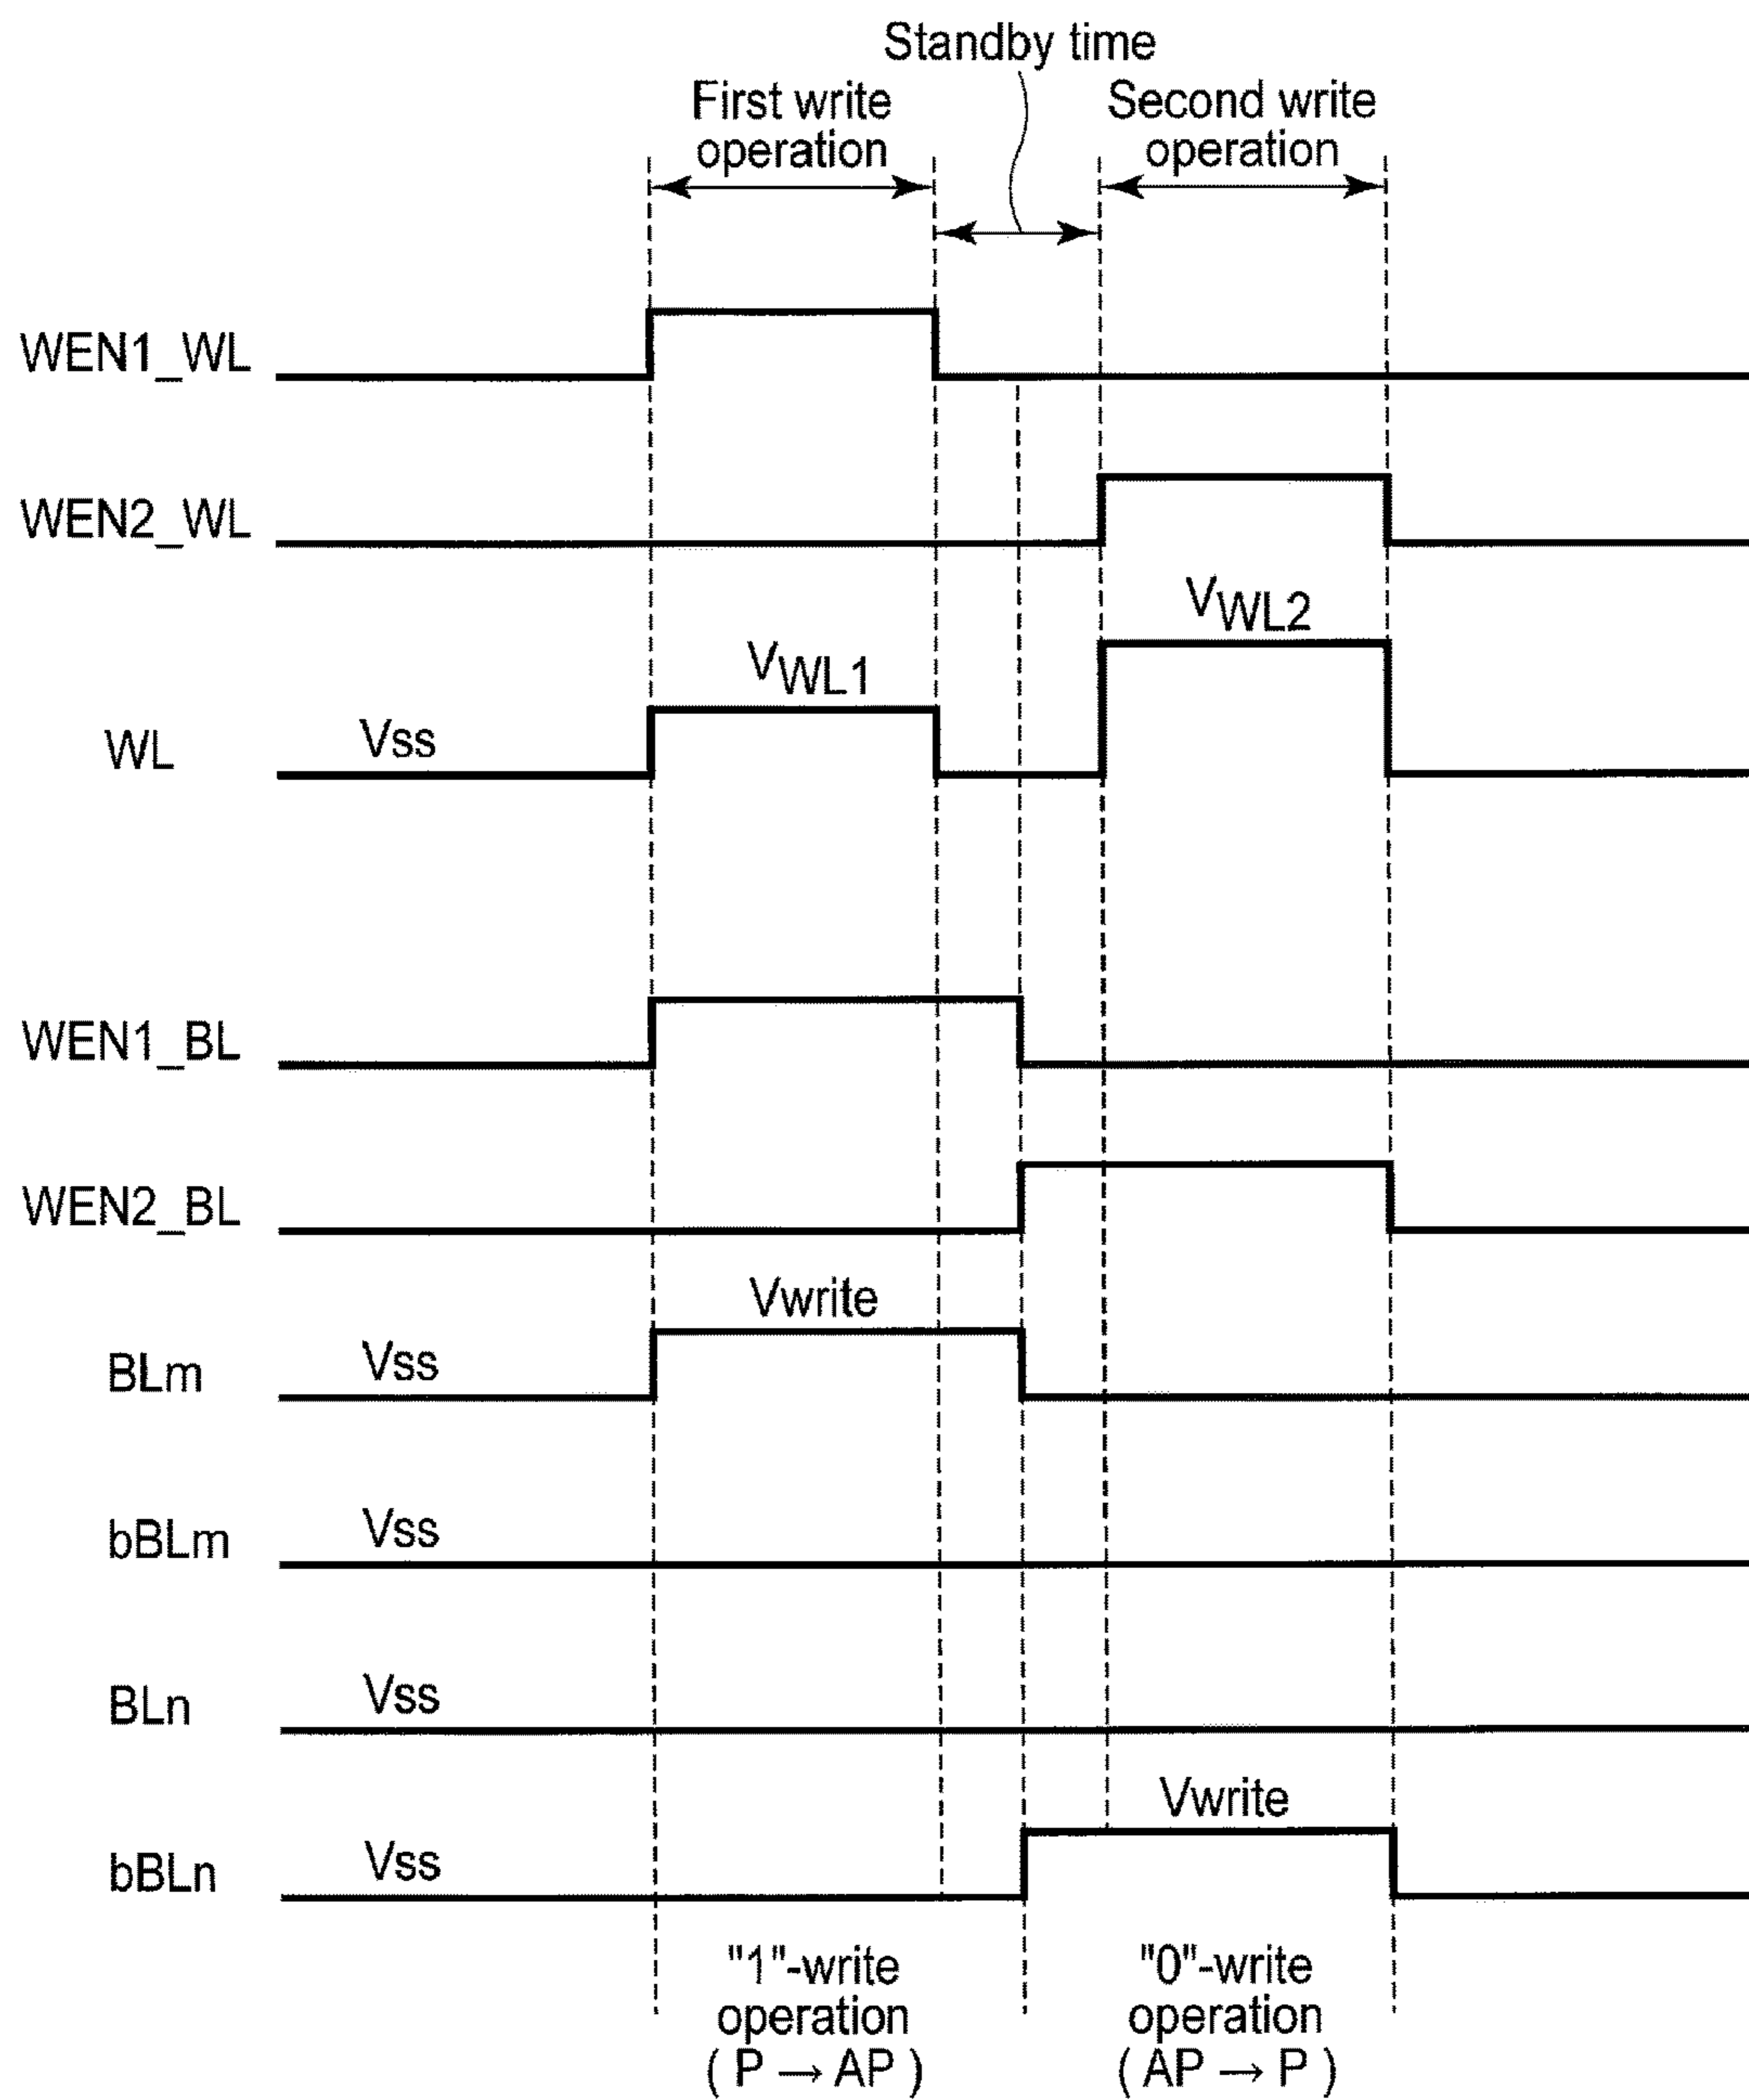 Standby time
First write
operation
Second write
operation
WEN1_WL
WEN2_WL
VWL2
VWL1
WL
Vss
WEN1_BL
WEN2_BL
Vwrite
BLm
Vss
bBLm
Vss
BLn
Vss
Vwrite
bBLn
Vss
"1"-write
operation
( P → AP )
"0"-write
operation
( AP → P )